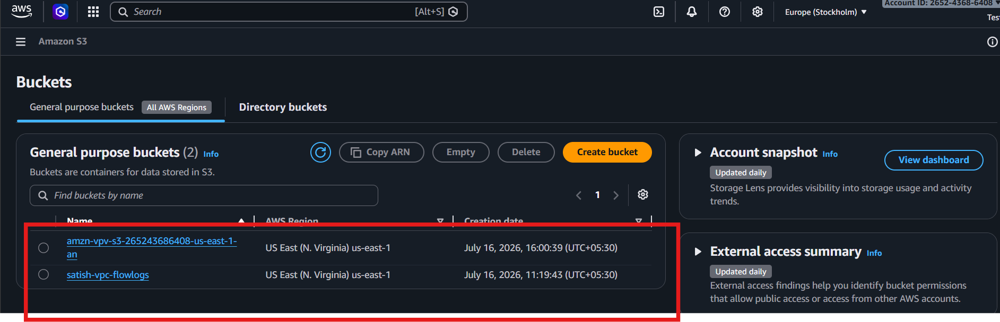 aws
Search [Alt+S]
Europe (Stockholm)
Account ID: 2652-4368-6408
Amazon S3
Buckets
General purpose buckets All AWS Regions Directory buckets
General purpose buckets (2) Info
Copy ARN Empty Delete Create bucket
Buckets are containers for data stored in S3.
Find buckets by name
1
Name AWS Region Creation date
amzn-vpv-s3-265243686408-us-east-1-
an
US East (N. Virginia) us-east-1 July 16, 2026, 16:00:39 (UTC+05:30)
satish-vpc-flowlogs US East (N. Virginia) us-east-1 July 16, 2026, 11:19:43 (UTC+05:30)
Account snapshot Info
View dashboard
Updated daily
Storage Lens provides visibility into storage usage and activity
trends.
External access summary Info
Updated daily
External access findings help you identify bucket permissions
that allow public access or access from other AWS accounts.